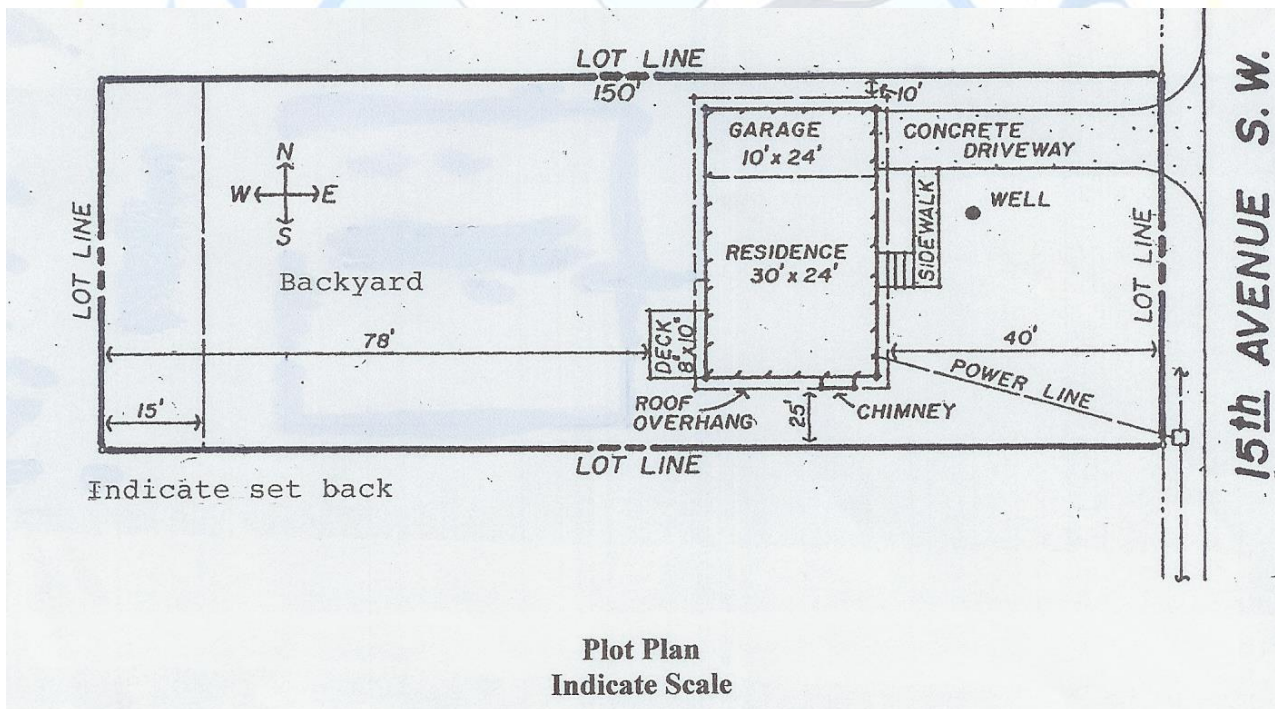 LOT LINE
150'
10'
GARAGE
10' x 24'
CONCRETE
DRIVEWAY
N
W E
S
WELL
SIDEWALK
LOT LINE
RESIDENCE
30' x 24'
LOT LINE
15th AVENUE S. W.
Backyard
78'
DECK
8" x 10"
40'
POWER LINE
15'
ROOF
OVERHANG
25'
CHIMNEY
LOT LINE
Indicate set back
Plot Plan
Indicate Scale